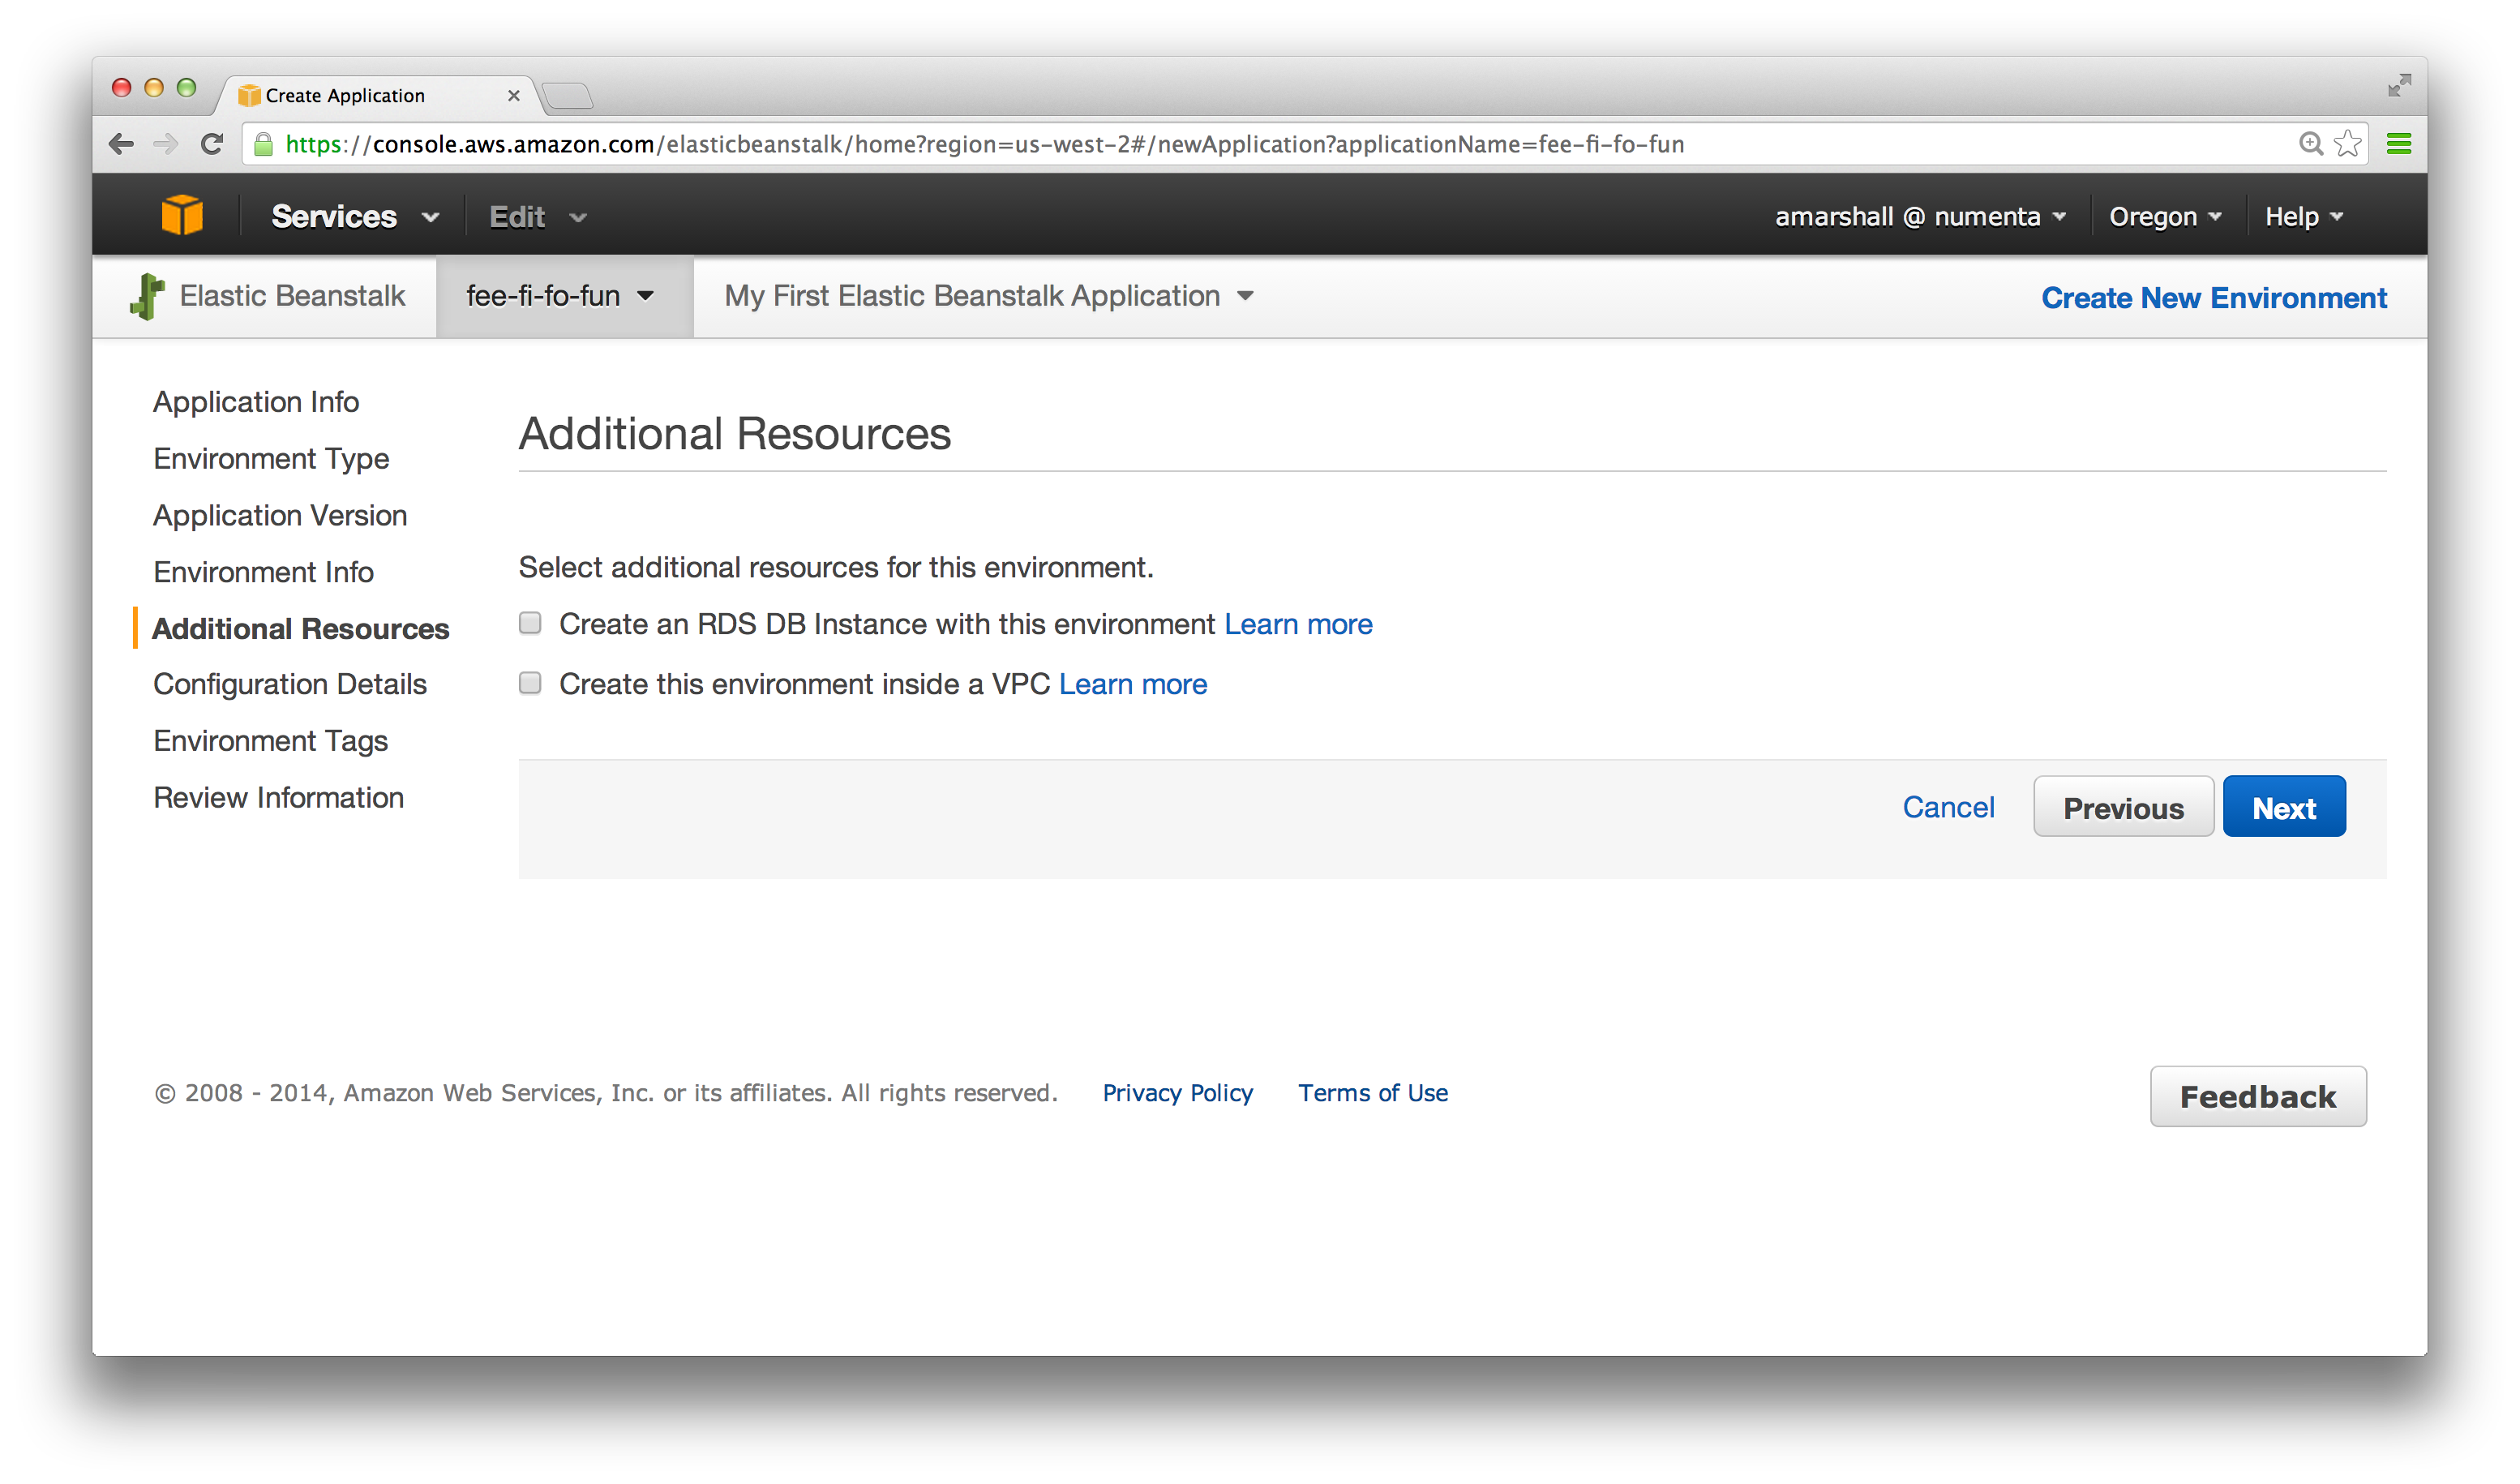 Create Application
https://console.aws.amazon.com/elasticbeanstalk/home?region=us-west-2#/newApplication?applicationName=fee-fi-fo-fun
Services Edit amarshall @ numenta Oregon Help
Elastic Beanstalk fee-fi-fo-fun My First Elastic Beanstalk Application Create New Environment
Application Info
Environment Type
Application Version
Environment Info
Additional Resources
Configuration Details
Environment Tags
Review Information
Additional Resources
Select additional resources for this environment.
Create an RDS DB Instance with this environment Learn more
Create this environment inside a VPC Learn more
Cancel Previous Next
© 2008 - 2014, Amazon Web Services, Inc. or its affiliates. All rights reserved. Privacy Policy Terms of Use
Feedback